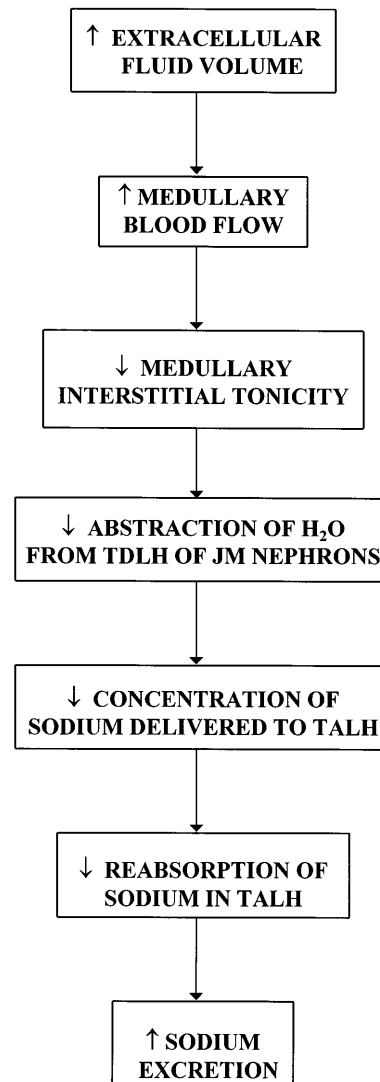 ↑ EXTRACELLULAR
FLUID VOLUME
↑ MEDULLARY
BLOOD FLOW
↓ MEDULLARY
INTERSTITIAL TONICITY
↓ ABSTRACTION OF H₂O
FROM TDLH OF JM NEPHRONS
↓ CONCENTRATION OF
SODIUM DELIVERED TO TALH
↓ REABSORPTION OF
SODIUM IN TALH
↑ SODIUM
EXCRETION